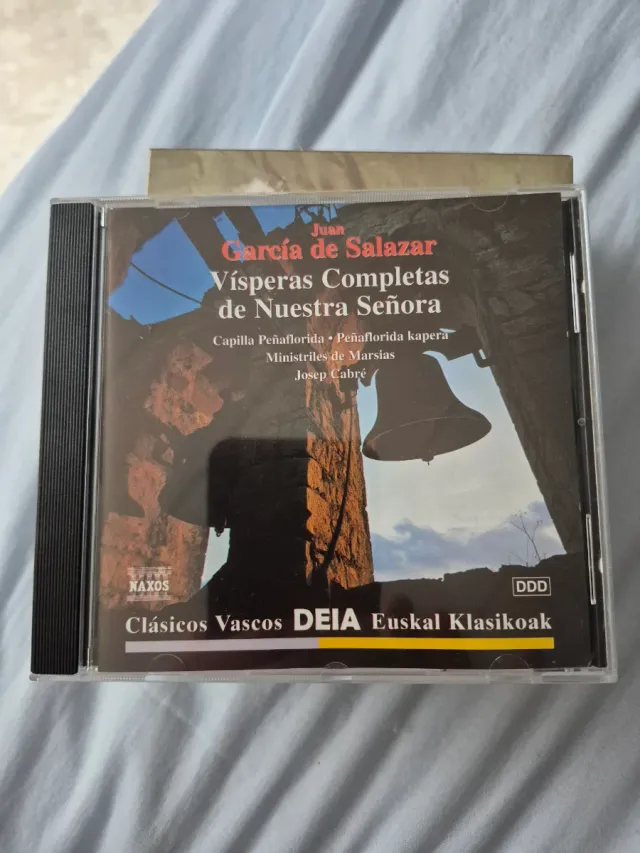 Juan
García de Salazar
Vísperas Completas
de Nuestra Señora
Capilla Peñaflorida • Peñaflorida kapera
Ministriles de Marsias
Josep Cabré
NAXOS
DDD
Clásicos Vascos DEIA Euskal Klasikoak